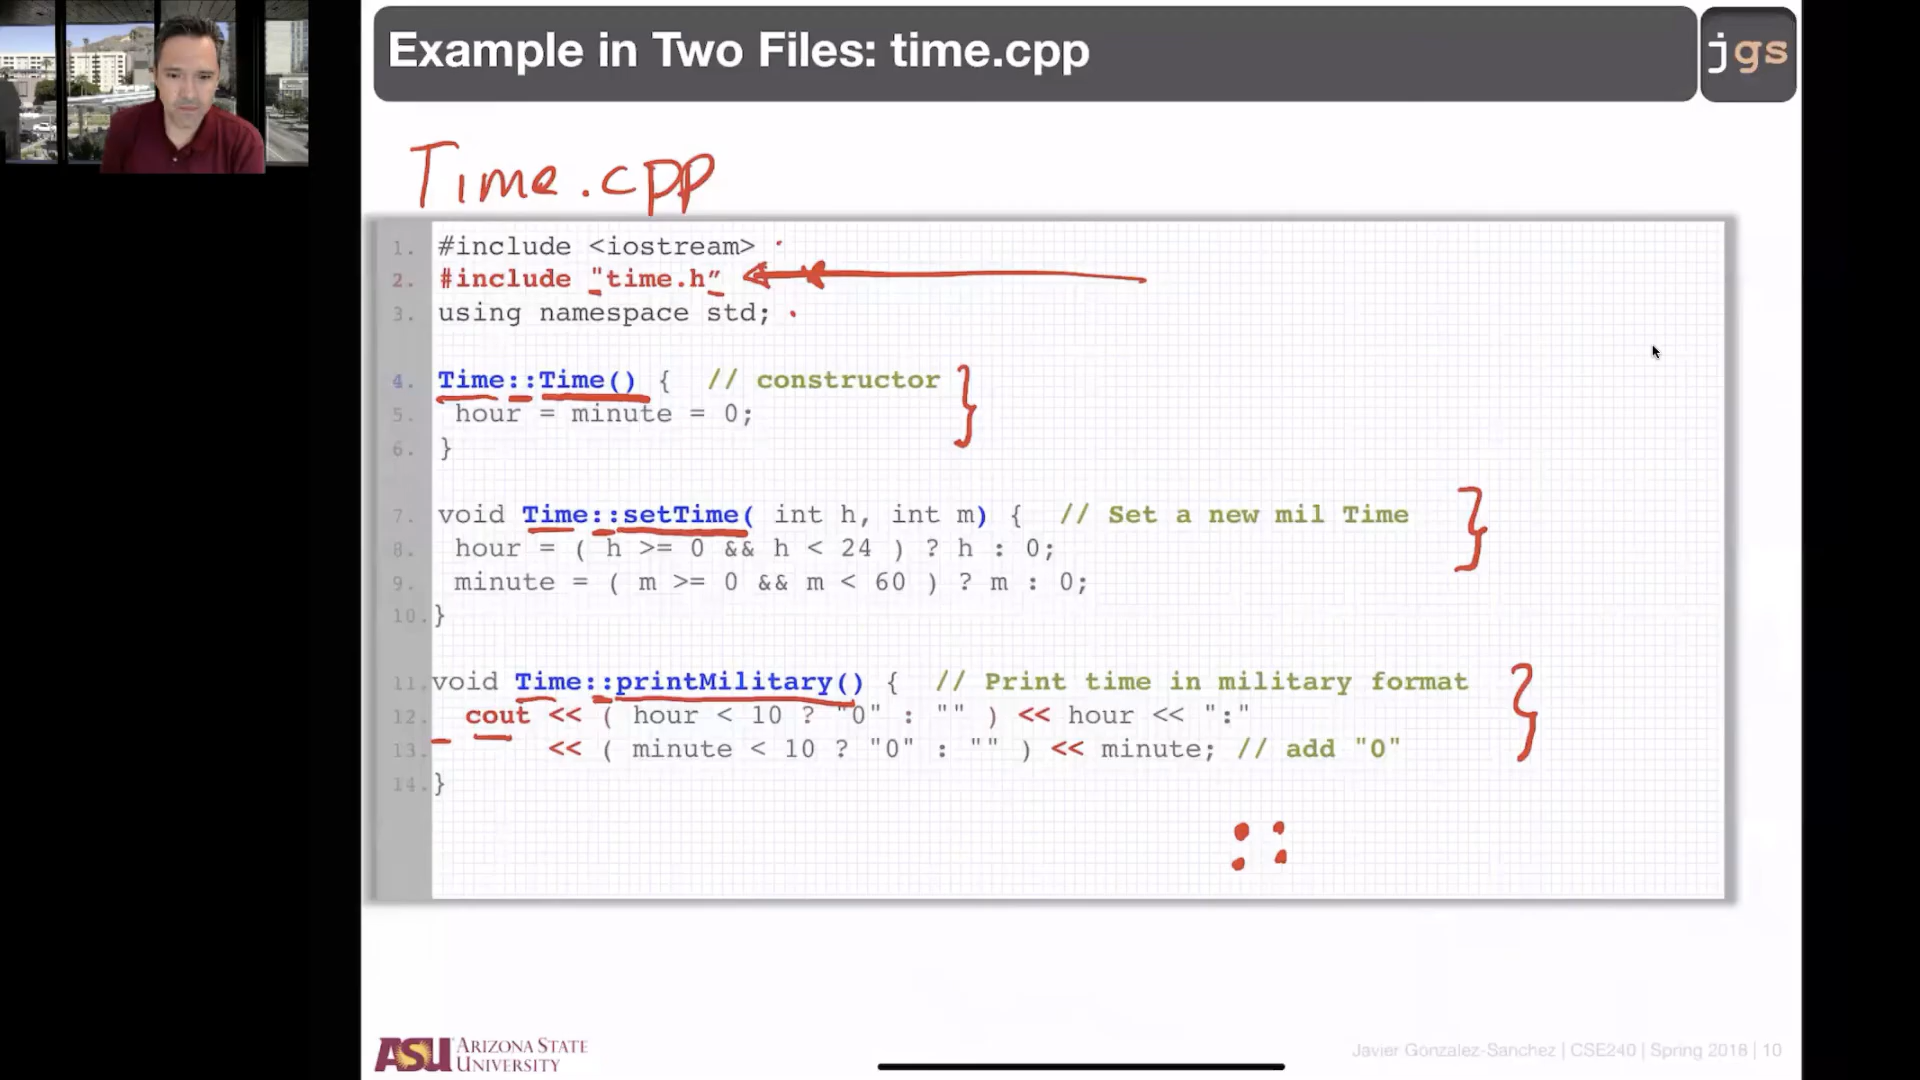 Example in Two Files: time.cpp
jgs
Time.cpp
1. #include <iostream>
2. #include "time.h”
3. using namespace std;
4. Time::Time() { // constructor
5. hour = minute = 0;
6. }
7. void Time::setTime( int h, int m) { // Set a new mil Time
8. hour = ( h >= 0 && h < 24 ) ? h : 0;
9. minute = ( m >= 0 && m < 60 ) ? m : 0;
10. }
11. void Time::printMilitary() { // Print time in military format
12. cout << ( hour < 10 ? "0" : "" ) << hour << ":"
13. << ( minute < 10 ? "0" : "" ) << minute; // add "0"
14. }
::
ASU ARIZONA STATE
UNIVERSITY
Javier Gonzalez-Sanchez | CSE240 | Spring 2018 | 10